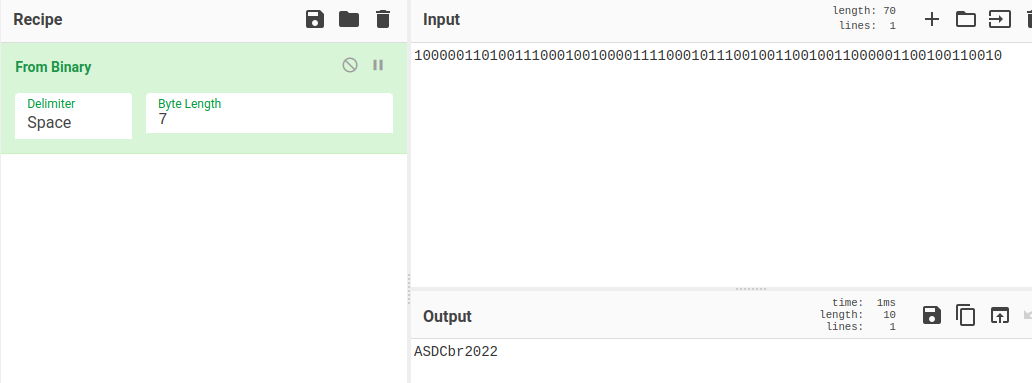 Recipe
From Binary
Delimiter
Space
Byte Length
7
Input
length: 70
lines: 1
1000001101001110001001000011110001011100100110010011000001100100110010
Output
time: 1ms
length: 10
lines: 1
ASDCbr2022